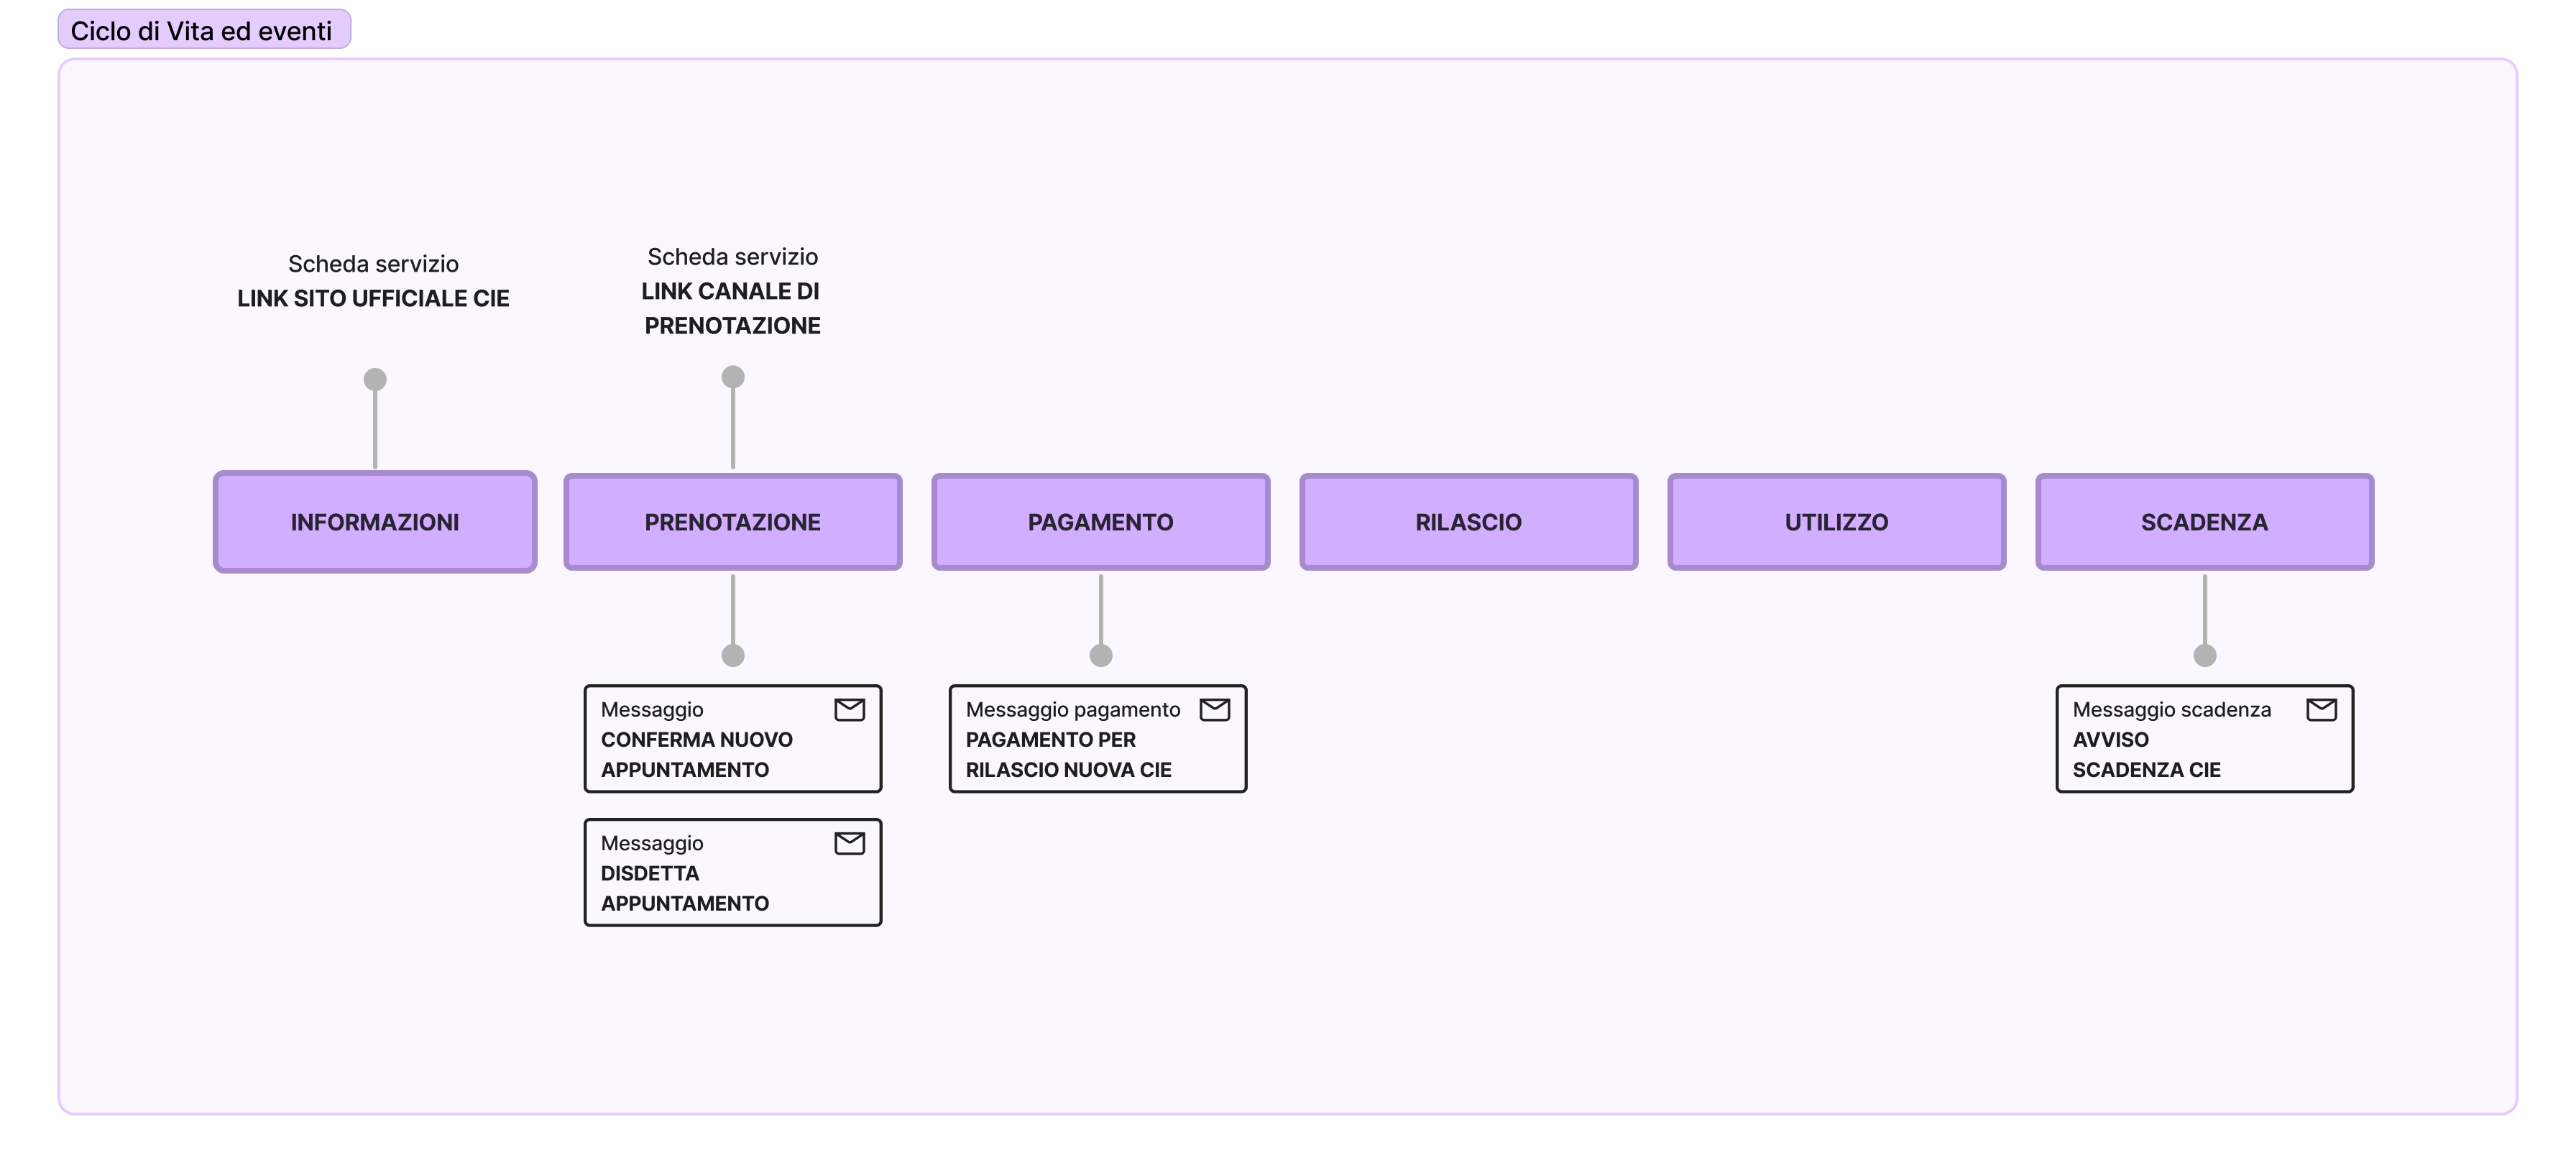 Ciclo di Vita ed eventi
Scheda servizio
LINK SITO UFFICIALE CIE
Scheda servizio
LINK CANALE DI
PRENOTAZIONE
INFORMAZIONI
PRENOTAZIONE
PAGAMENTO
RILASCIO
UTILIZZO
SCADENZA
Messaggio
CONFERMA NUOVO
APPUNTAMENTO
Messaggio
DISDETTA
APPUNTAMENTO
Messaggio pagamento
PAGAMENTO PER
RILASCIO NUOVA CIE
Messaggio scadenza
AVVISO
SCADENZA CIE